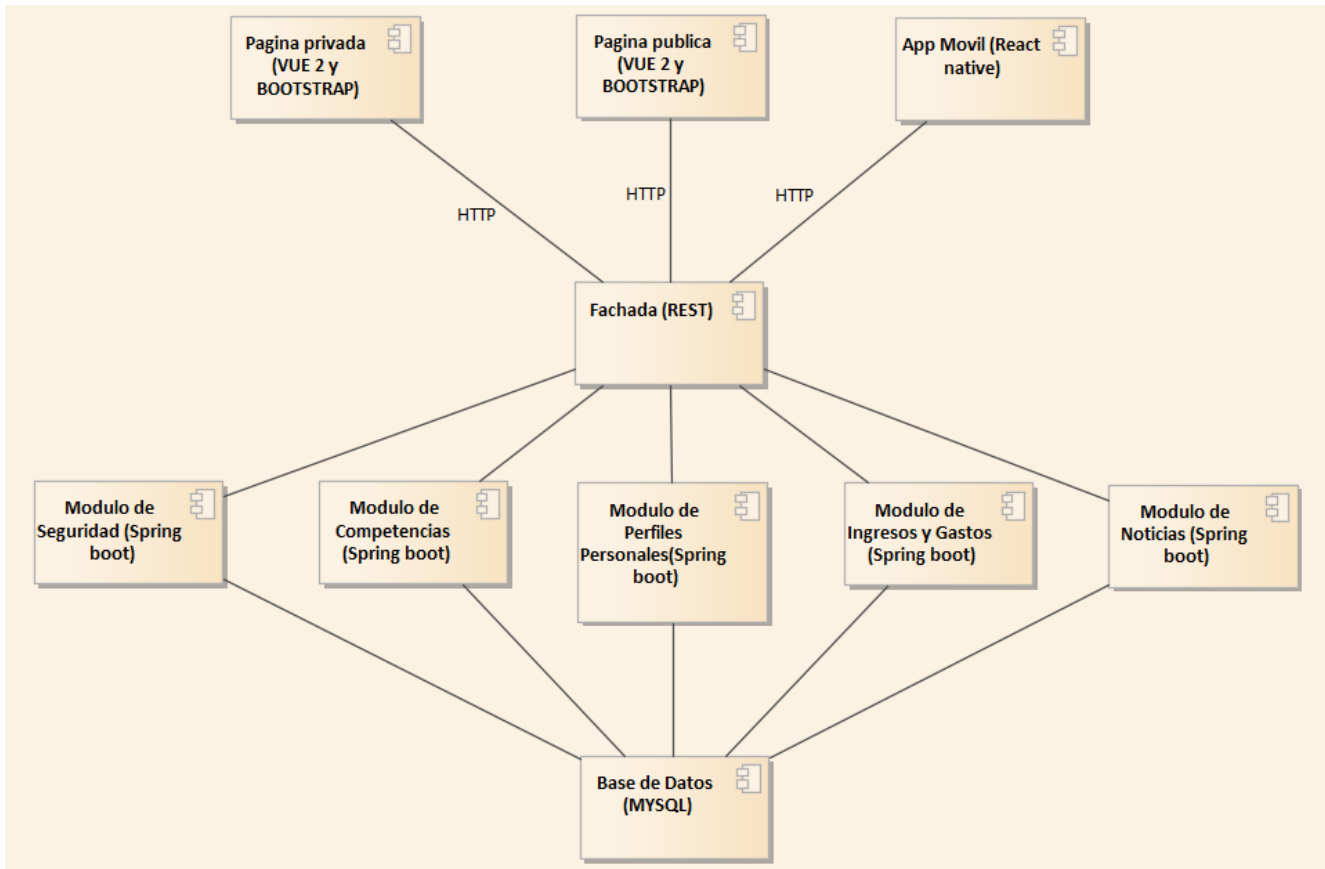 Pagina privada
(VUE 2 y
BOOTSTRAP)
Pagina publica
(VUE 2 y
BOOTSTRAP)
App Movil (React
native)
HTTP
HTTP
HTTP
Fachada (REST)
Modulo de
Seguridad (Spring
boot)
Modulo de
Competencias
(Spring boot)
Modulo de
Perfiles
Personales(Spring
boot)
Modulo de
Ingresos y Gastos
(Spring boot)
Modulo de
Noticias (Spring
boot)
Base de Datos
(MYSQL)